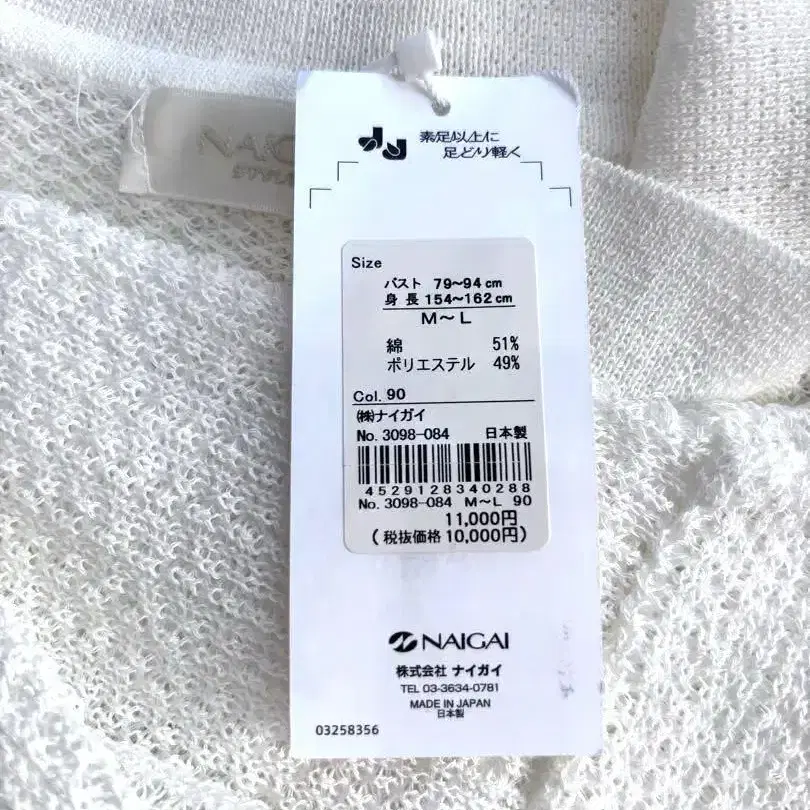 NAIGAI
素足以上に
足どり軽く
Size
バスト 79~94cm
身長 154~162cm
M~L
綿 51%
ポリエステル 49%
Col. 90
㈱ナイガイ
No. 3098-084 日本製
4529128340288
No. 3098-084 M~L 90
11,000円
(税抜価格 10,000円)
NAIGAI
株式会社 ナイガイ
TEL 03-3634-0781
MADE IN JAPAN
日本製
03258356